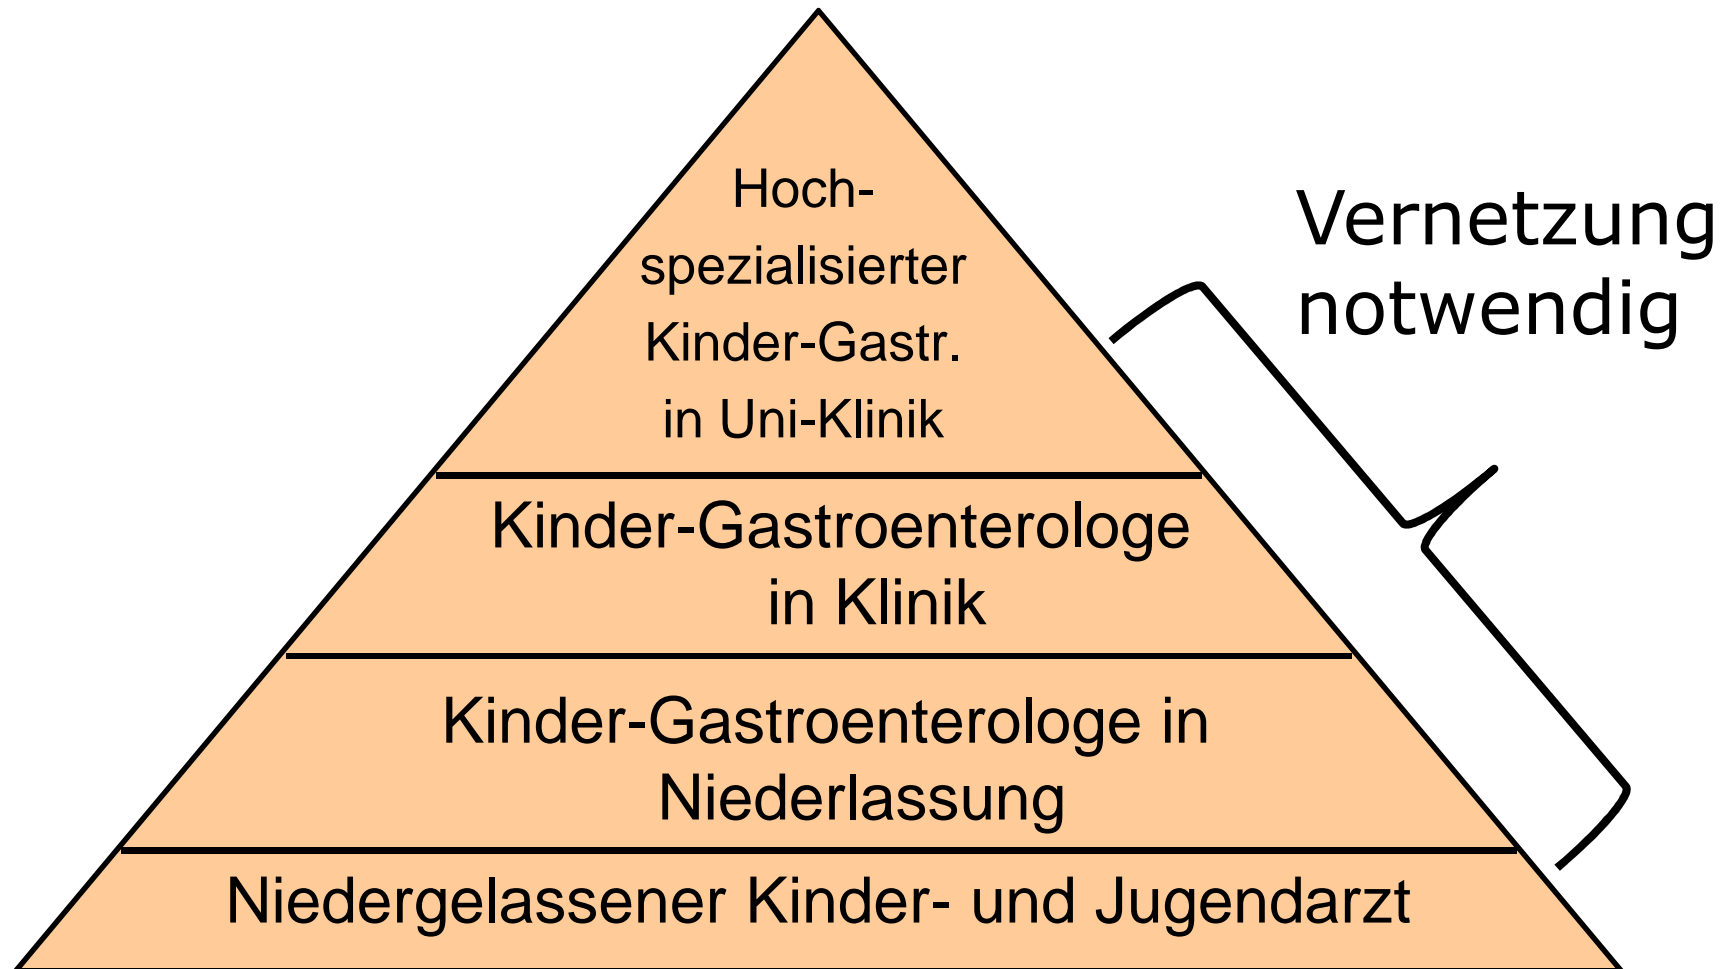 Hoch-
spezialisierter
Kinder-Gastr.
in Uni-Klinik
Vernetzung
notwendig
Kinder-Gastroenterologe
in Klinik
Kinder-Gastroenterologe in
Niederlassung
Niedergelassener Kinder- und Jugendarzt